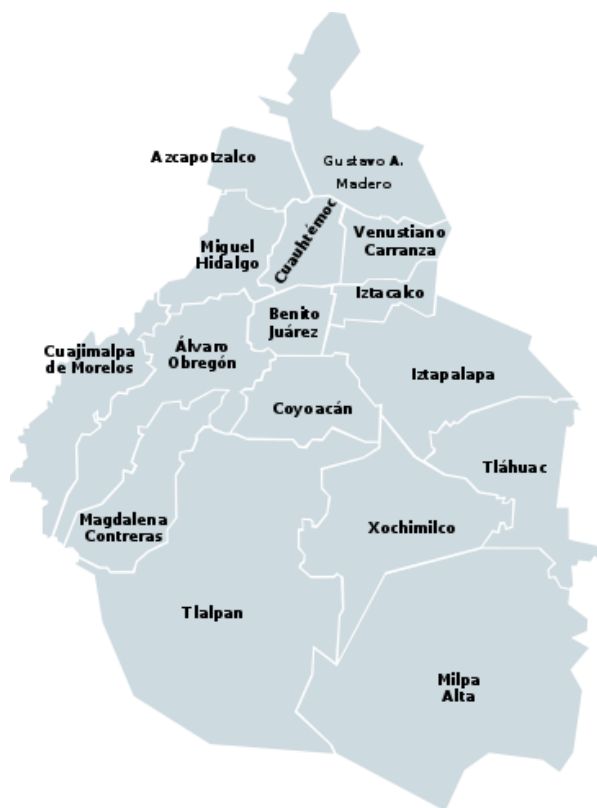 Azcapotzalco
Gustavo A.
Madero
Cuauhtémoc
Venustiano
Carranza
Miguel
Hidalgo
Iztacalco
Benito
Juárez
Cuajimalpa
de Morelos
Álvaro
Obregón
Iztapalapa
Coyoacán
Tláhuac
Magdalena
Contreras
Xochimilco
Tlalpan
Milpa
Alta